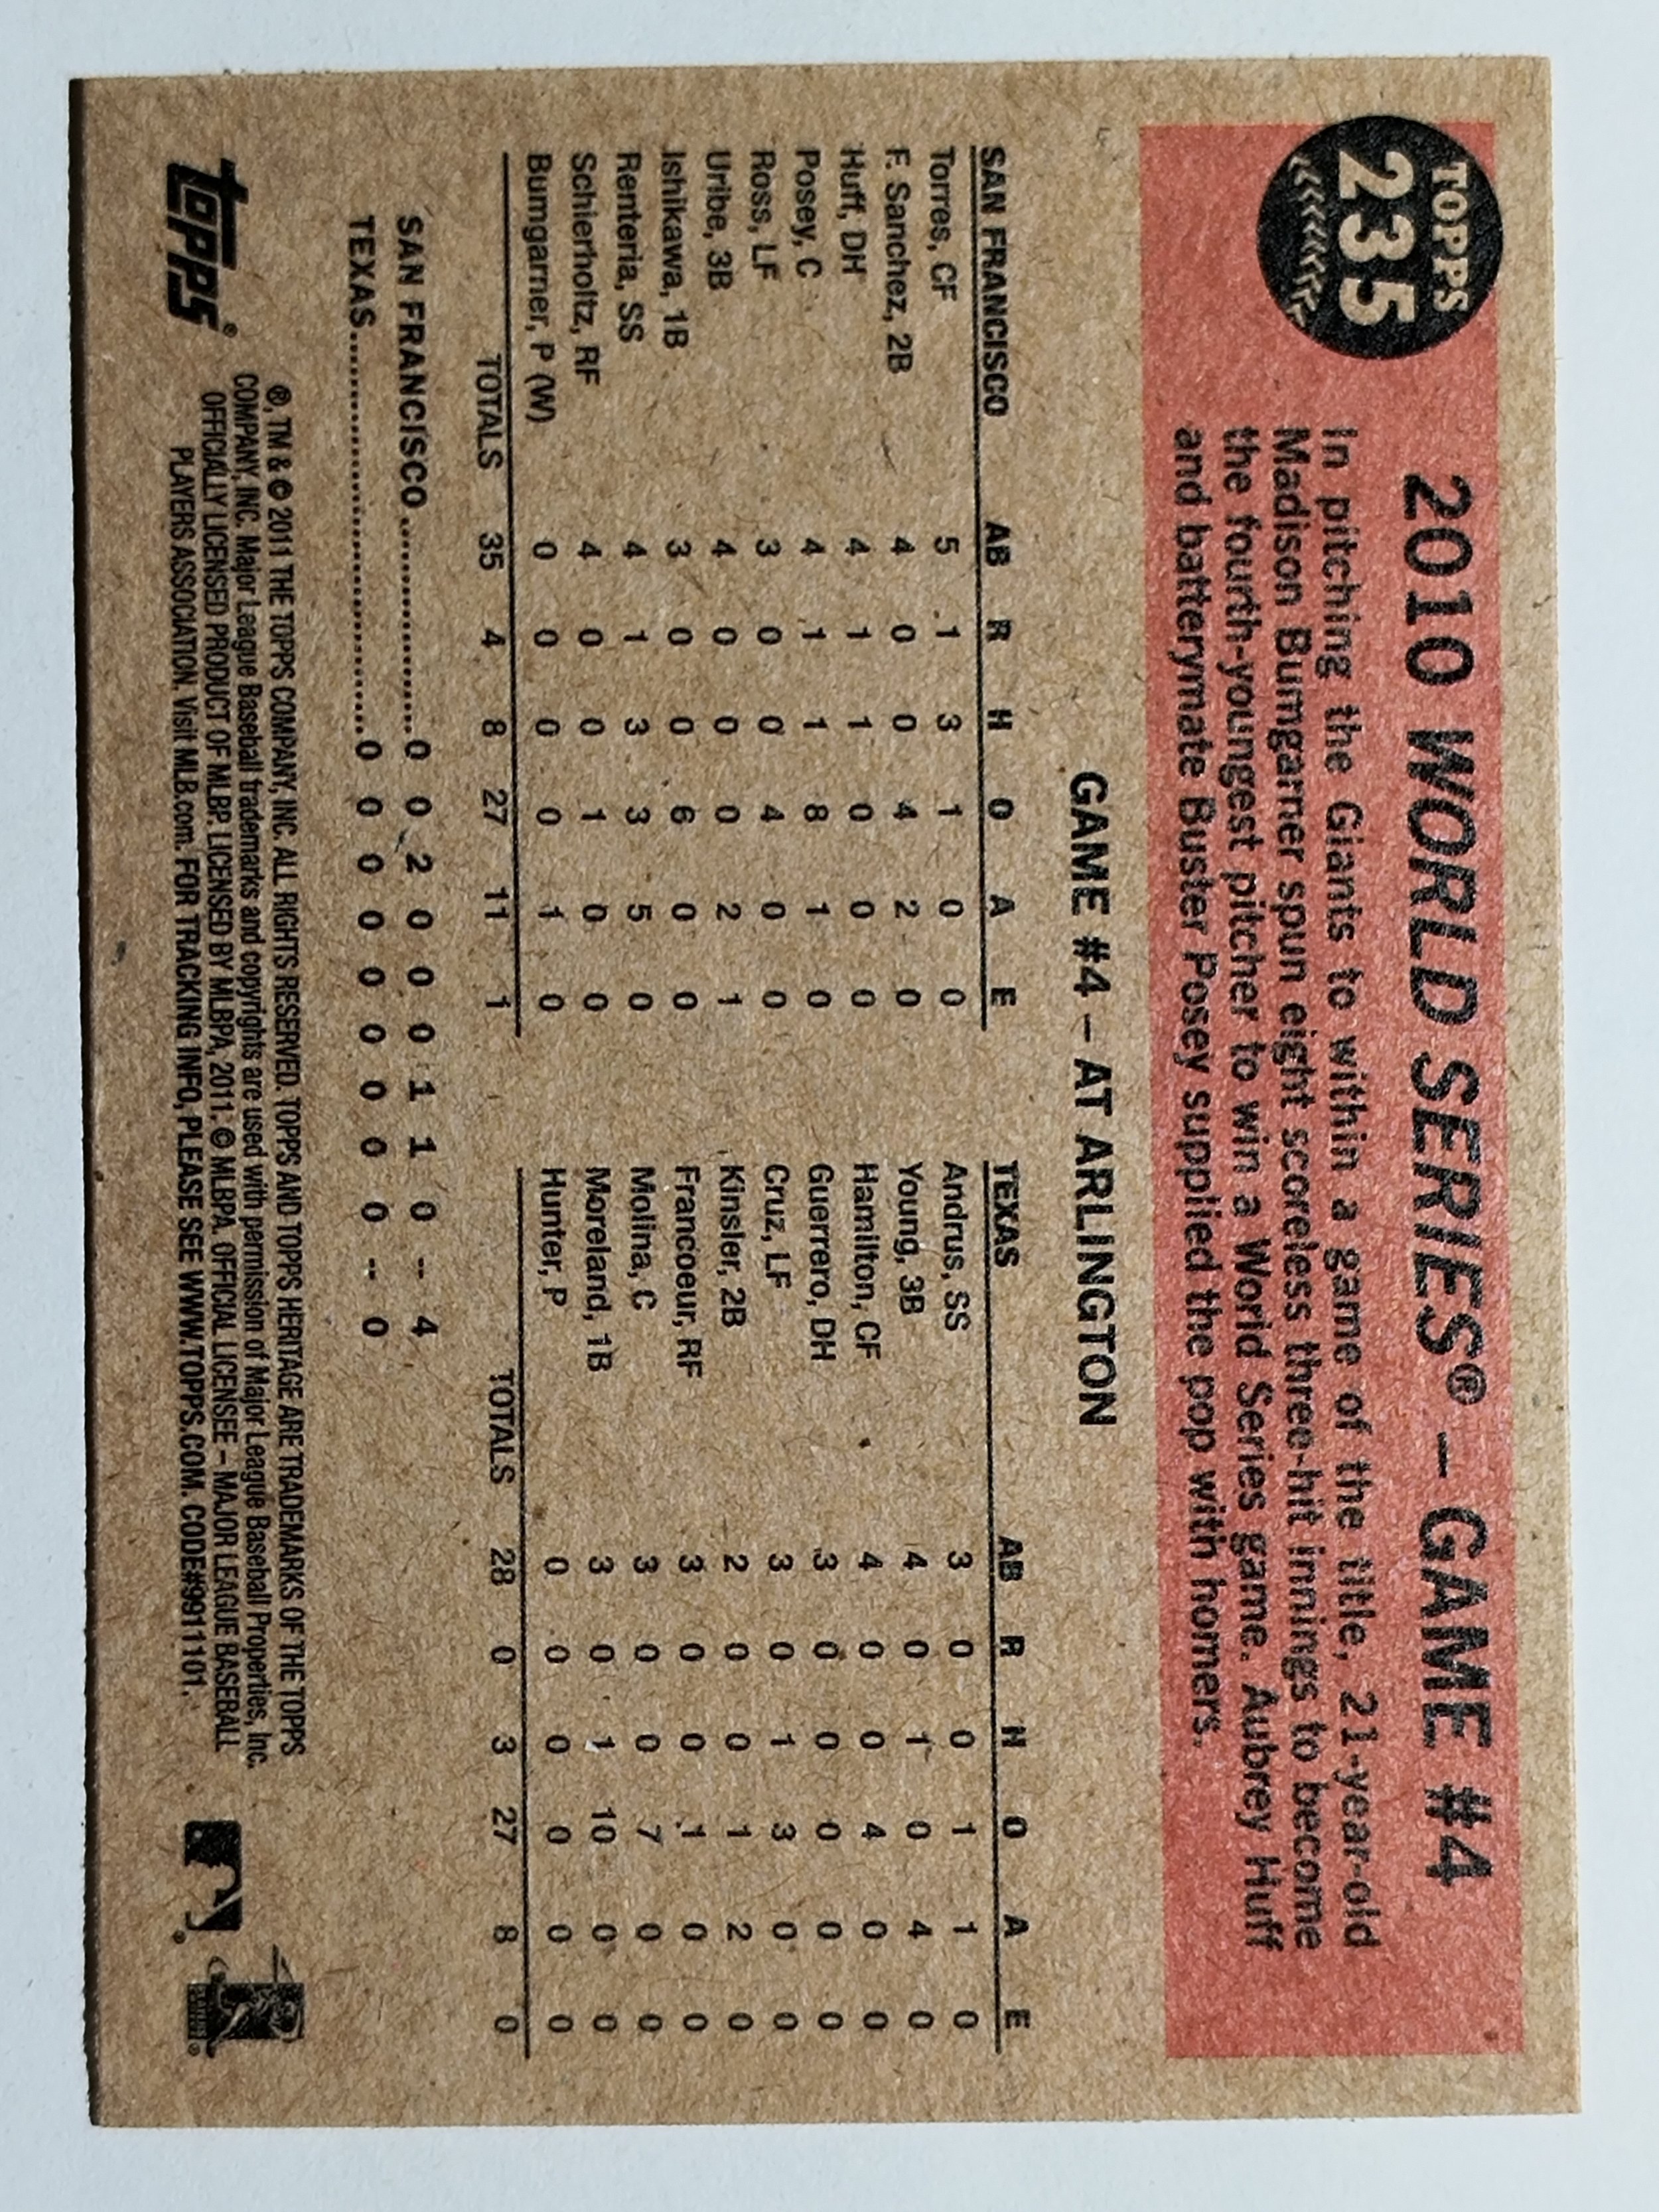 TOPPS
235
2010 WORLD SERIES® – GAME #4
In pitching the Giants to within a game of the title, 21-year-old
Madison Bumgarner spun eight scoreless three-hit innings to become
the fourth-youngest pitcher to win a World Series game. Aubrey Huff
and batterymate Buster Posey supplied the pop with homers.
GAME #4 – AT ARLINGTON
SAN FRANCISCO AB R H O A E
Torres, CF 5 1 3 1 0 0
F. Sanchez, 2B 4 0 0 4 2 0
Huff, DH 4 1 1 0 0 0
Posey, C 4 1 1 8 1 0
Ross, LF 3 0 0 4 0 0
Uribe, 3B 4 0 0 0 2 1
Ishikawa, 1B 3 0 0 6 0 0
Renteria, SS 4 1 3 3 5 0
Schierholtz, RF 4 0 0 1 0 0
Bumgarner, P (W) 0 0 0 0 1 0
TOTALS 35 4 8 27 11 1
TEXAS AB R H O A E
Andrus, SS 3 0 0 1 1 0
Young, 3B 4 0 1 0 4 0
Hamilton, CF 4 0 0 4 0 0
Guerrero, DH 3 0 0 0 0 0
Cruz, LF 3 0 1 3 0 0
Kinsler, 2B 2 0 0 1 2 0
Francoeur, RF 3 0 0 1 0 0
Molina, C 3 0 0 7 0 0
Moreland, 1B 3 0 1 10 0 0
Hunter, P 0 0 0 0 0 0
TOTALS 28 0 3 27 8 0
SAN FRANCISCO ....................0 0 2 0 0 0 1 1 0 -- 4
TEXAS..............................0 0 0 0 0 0 0 0 0 -- 0
topps®
®, TM & © 2011 THE TOPPS COMPANY, INC. ALL RIGHTS RESERVED. TOPPS AND TOPPS HERITAGE ARE TRADEMARKS OF THE TOPPS
COMPANY, INC. Major League Baseball trademarks and copyrights are used with permission of Major League Baseball Properties, Inc.
OFFICIALLY LICENSED PRODUCT OF MLBP, LICENSED BY MLBPA, 2011. © MLBPA. OFFICIAL LICENSEE – MAJOR LEAGUE BASEBALL
PLAYERS ASSOCIATION. Visit MLB.com. FOR TRACKING INFO, PLEASE SEE WWW.TOPPS.COM. CODE#9911101.